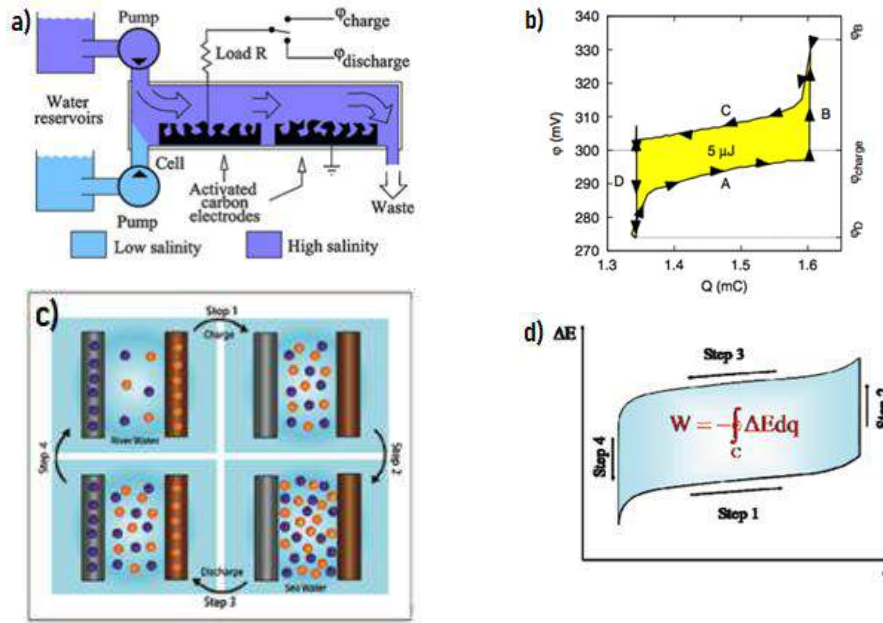 a)
Pump
φcharge
Load R
φdischarge
Water
reservoirs
Cell
Pump
Activated
carbon
electrodes
Waste
Low salinity
High salinity
b)
φ (mV)
340
330
320
310
300
290
280
270
C
B
5 µJ
D
A
φB
φcharge
φD
1.3
1.4
1.5
1.6
Q (mC)
c)
Step 1
Charge
River Water
Step 4
Step 2
Discharge
Step 3
Sea Water
d)
ΔE
Step 3
Step 2
W = -∮ΔEdq
C
Step 4
Step 1